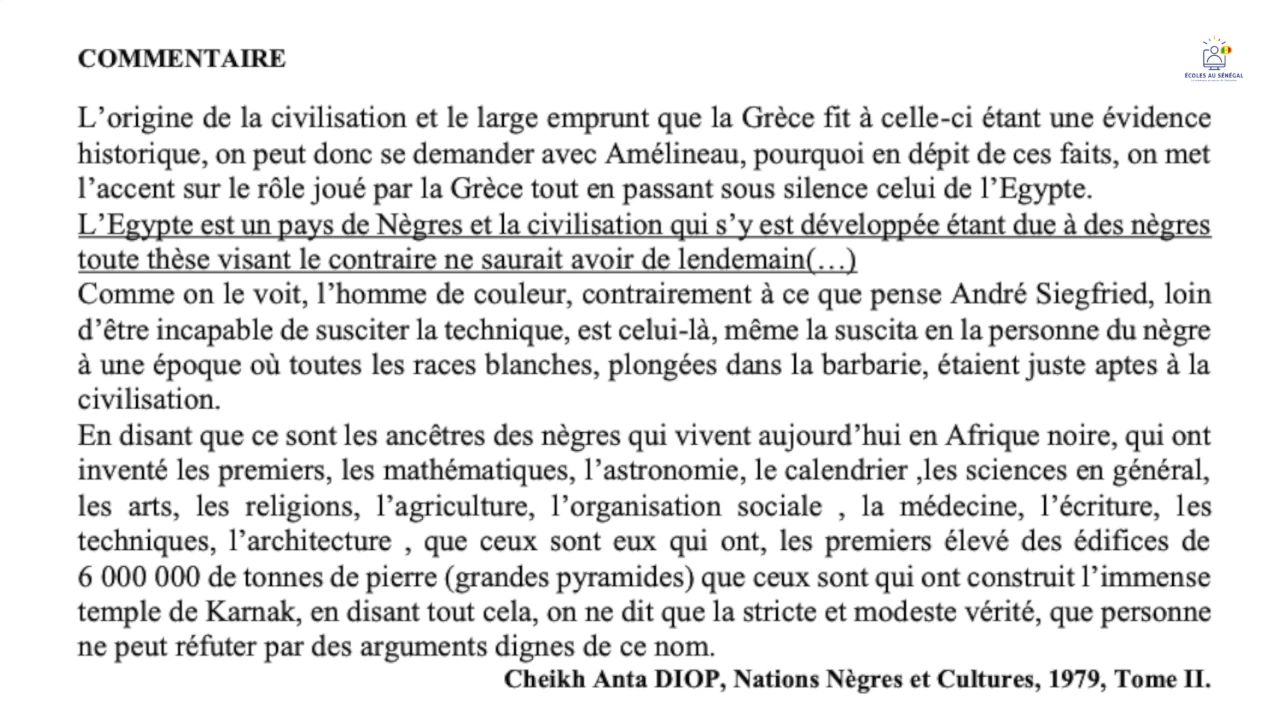 COMMENTAIRE
ÉCOLES AU SÉNÉGAL
L’origine de la civilisation et le large emprunt que la Grèce fit à celle-ci étant une évidence
historique, on peut donc se demander avec Amélineau, pourquoi en dépit de ces faits, on met
l’accent sur le rôle joué par la Grèce tout en passant sous silence celui de l’Egypte.
L’Egypte est un pays de Nègres et la civilisation qui s’y est développée étant due à des nègres
toute thèse visant le contraire ne saurait avoir de lendemain(…)
Comme on le voit, l’homme de couleur, contrairement à ce que pense André Siegfried, loin
d’être incapable de susciter la technique, est celui-là, même la suscita en la personne du nègre
à une époque où toutes les races blanches, plongées dans la barbarie, étaient juste aptes à la
civilisation.
En disant que ce sont les ancêtres des nègres qui vivent aujourd’hui en Afrique noire, qui ont
inventé les premiers, les mathématiques, l’astronomie, le calendrier ,les sciences en général,
les arts, les religions, l’agriculture, l’organisation sociale , la médecine, l’écriture, les
techniques, l’architecture , que ceux sont eux qui ont, les premiers élevé des édifices de
6 000 000 de tonnes de pierre (grandes pyramides) que ceux sont qui ont construit l’immense
temple de Karnak, en disant tout cela, on ne dit que la stricte et modeste vérité, que personne
ne peut réfuter par des arguments dignes de ce nom.
Cheikh Anta DIOP, Nations Nègres et Cultures, 1979, Tome II.